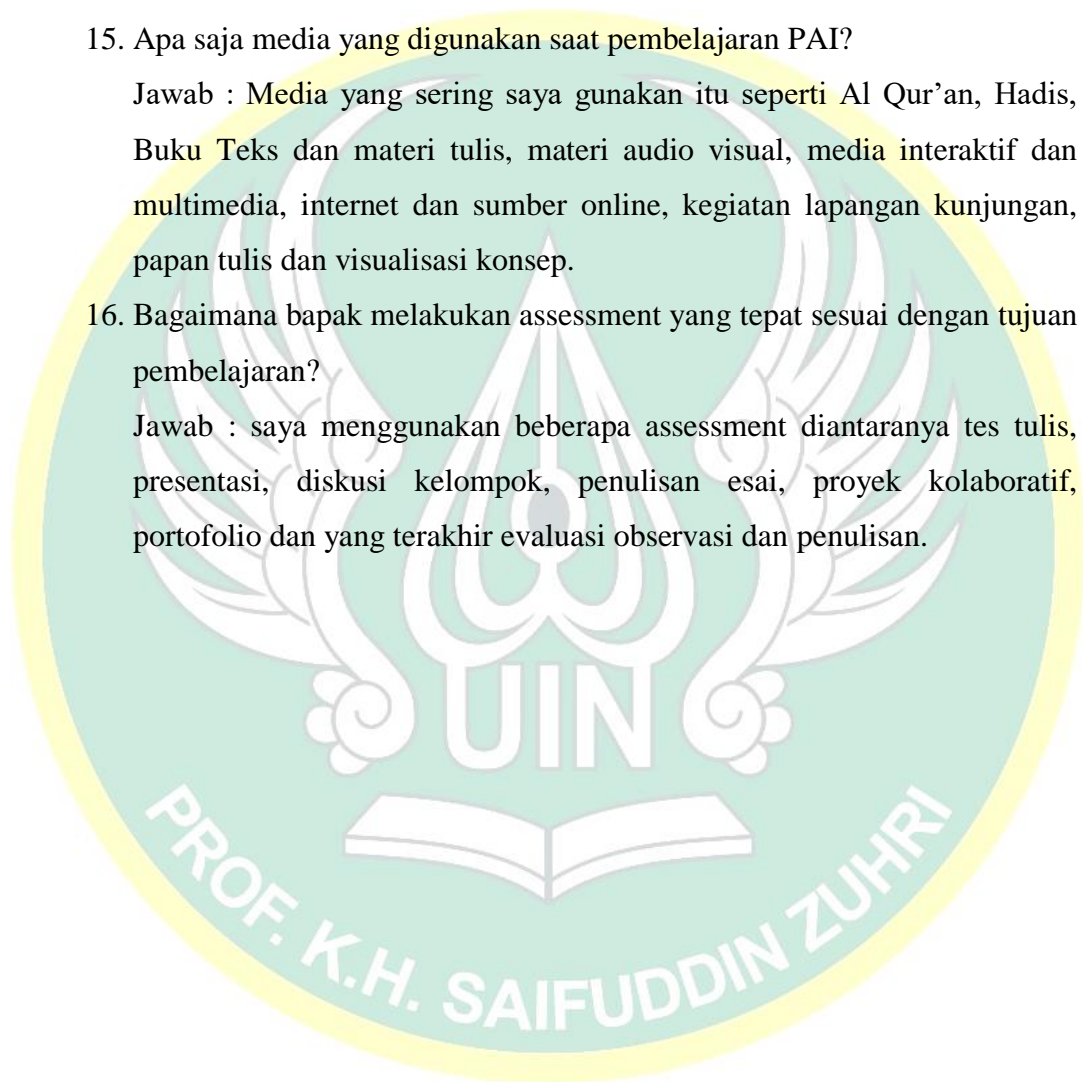 15. Apa saja media yang digunakan saat pembelajaran PAI?
Jawab : Media yang sering saya gunakan itu seperti Al Qur’an, Hadis,
Buku Teks dan materi tulis, materi audio visual, media interaktif dan
multimedia, internet dan sumber online, kegiatan lapangan kunjungan,
papan tulis dan visualisasi konsep.
16. Bagaimana bapak melakukan assessment yang tepat sesuai dengan tujuan
pembelajaran?
Jawab : saya menggunakan beberapa assessment diantaranya tes tulis,
presentasi, diskusi kelompok, penulisan esai, proyek kolaboratif,
portofolio dan yang terakhir evaluasi observasi dan penulisan.
UIN
PROF. K.H. SAIFUDDIN ZUHRI